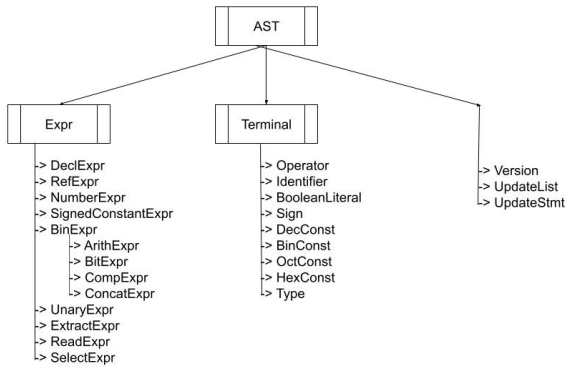 AST
Expr
-> DeclExpr
-> RefExpr
-> NumberExpr
-> SignedConstantExpr
-> BinExpr
-> ArithExpr
-> BitExpr
-> CompExpr
-> ConcatExpr
-> UnaryExpr
-> ExtractExpr
-> ReadExpr
-> SelectExpr
Terminal
-> Operator
-> Identifier
-> BooleanLiteral
-> Sign
-> DecConst
-> BinConst
-> OctConst
-> HexConst
-> Type
-> Version
-> UpdateList
-> UpdateStmt